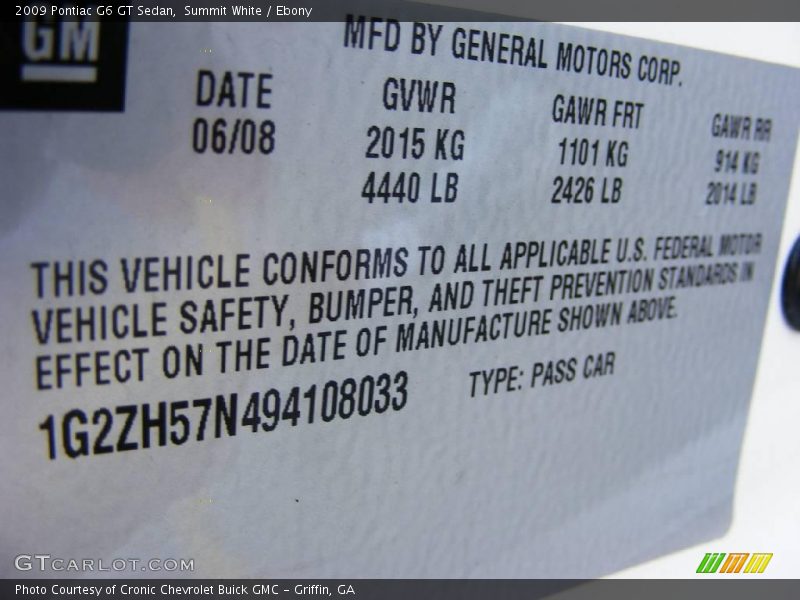 2009 Pontiac G6 GT Sedan,  Summit White / Ebony
GM
MFD BY GENERAL MOTORS CORP.
DATE GVWR GAWR FRT GAWR RR
06/08 2015 KG 1101 KG 914 KG
4440 LB 2426 LB 2014 LB
THIS VEHICLE CONFORMS TO ALL APPLICABLE U.S. FEDERAL MOTOR
VEHICLE SAFETY, BUMPER, AND THEFT PREVENTION STANDARDS IN
EFFECT ON THE DATE OF MANUFACTURE SHOWN ABOVE.
1G2ZH57N494108033 TYPE: PASS CAR
GTCARLOT.COM
Photo Courtesy of Cronic Chevrolet Buick GMC – Griffin, GA